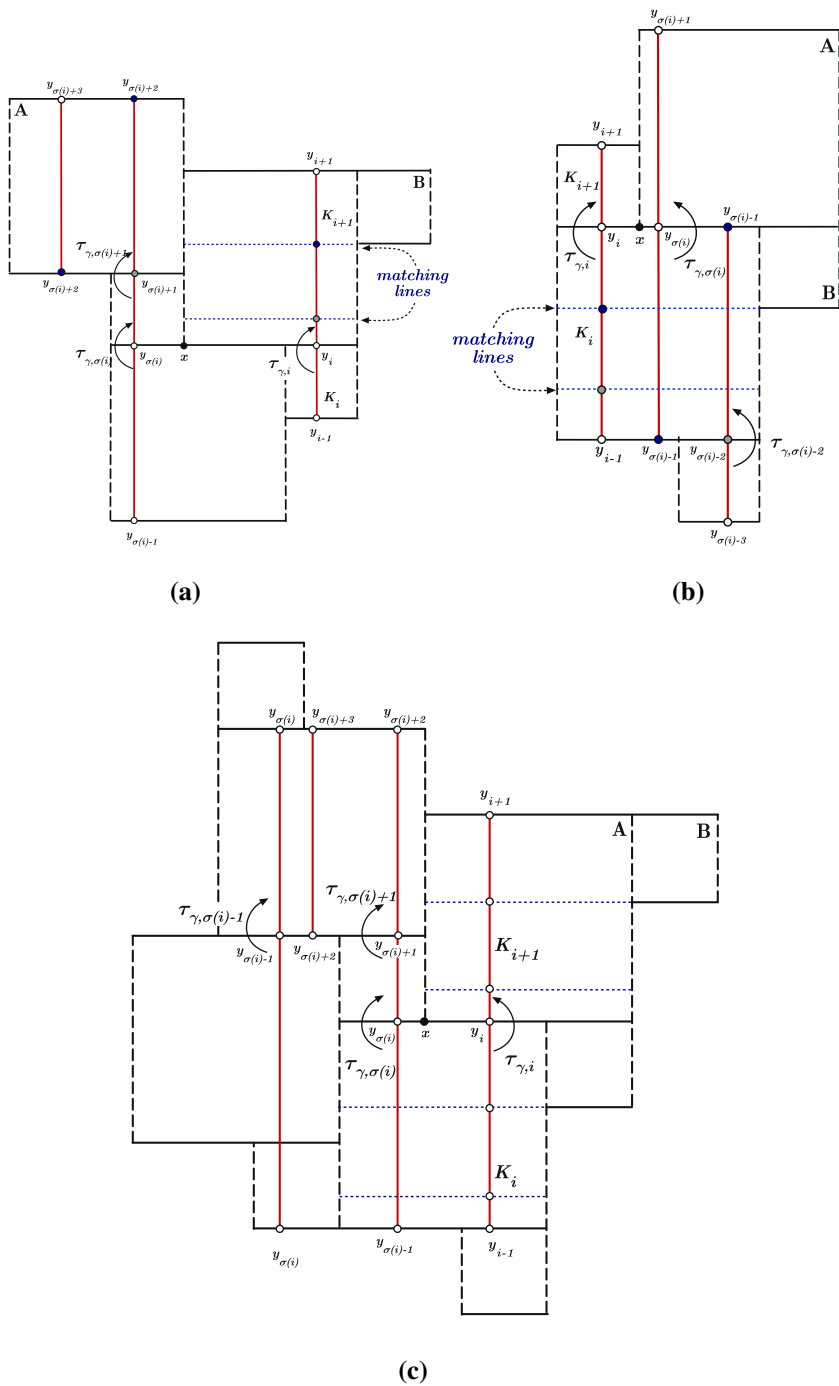 y_{σ(i)+3}
y_{σ(i)+2}
A
y_{i+1}
B
K_{i+1}
τ_{γ,σ(i)+1}
y_{σ(i)+2}
y_{σ(i)+1}
matching
lines
τ_{γ,σ(i)}
y_{σ(i)}
x
τ_{γ,i}
y_i
K_i
y_{i-1}
y_{σ(i)-1}
(a)
y_{σ(i)+1}
A
y_{i+1}
K_{i+1}
y_{σ(i)-1}
y_i
x
y_{σ(i)}
τ_{γ,i}
τ_{γ,σ(i)}
B
matching
lines
K_i
y_{i-1}
y_{σ(i)-1}
y_{σ(i)-2}
τ_{γ,σ(i)-2}
y_{σ(i)-3}
(b)
y_{σ(i)}
y_{σ(i)+3}
y_{σ(i)+2}
y_{i+1}
A
B
τ_{γ,σ(i)-1}
τ_{γ,σ(i)+1}
y_{σ(i)-1}
y_{σ(i)+2}
y_{σ(i)+1}
K_{i+1}
y_{σ(i)}
x
y_i
τ_{γ,σ(i)}
τ_{γ,i}
K_i
y_{σ(i)}
y_{σ(i)-1}
y_{i-1}
(c)